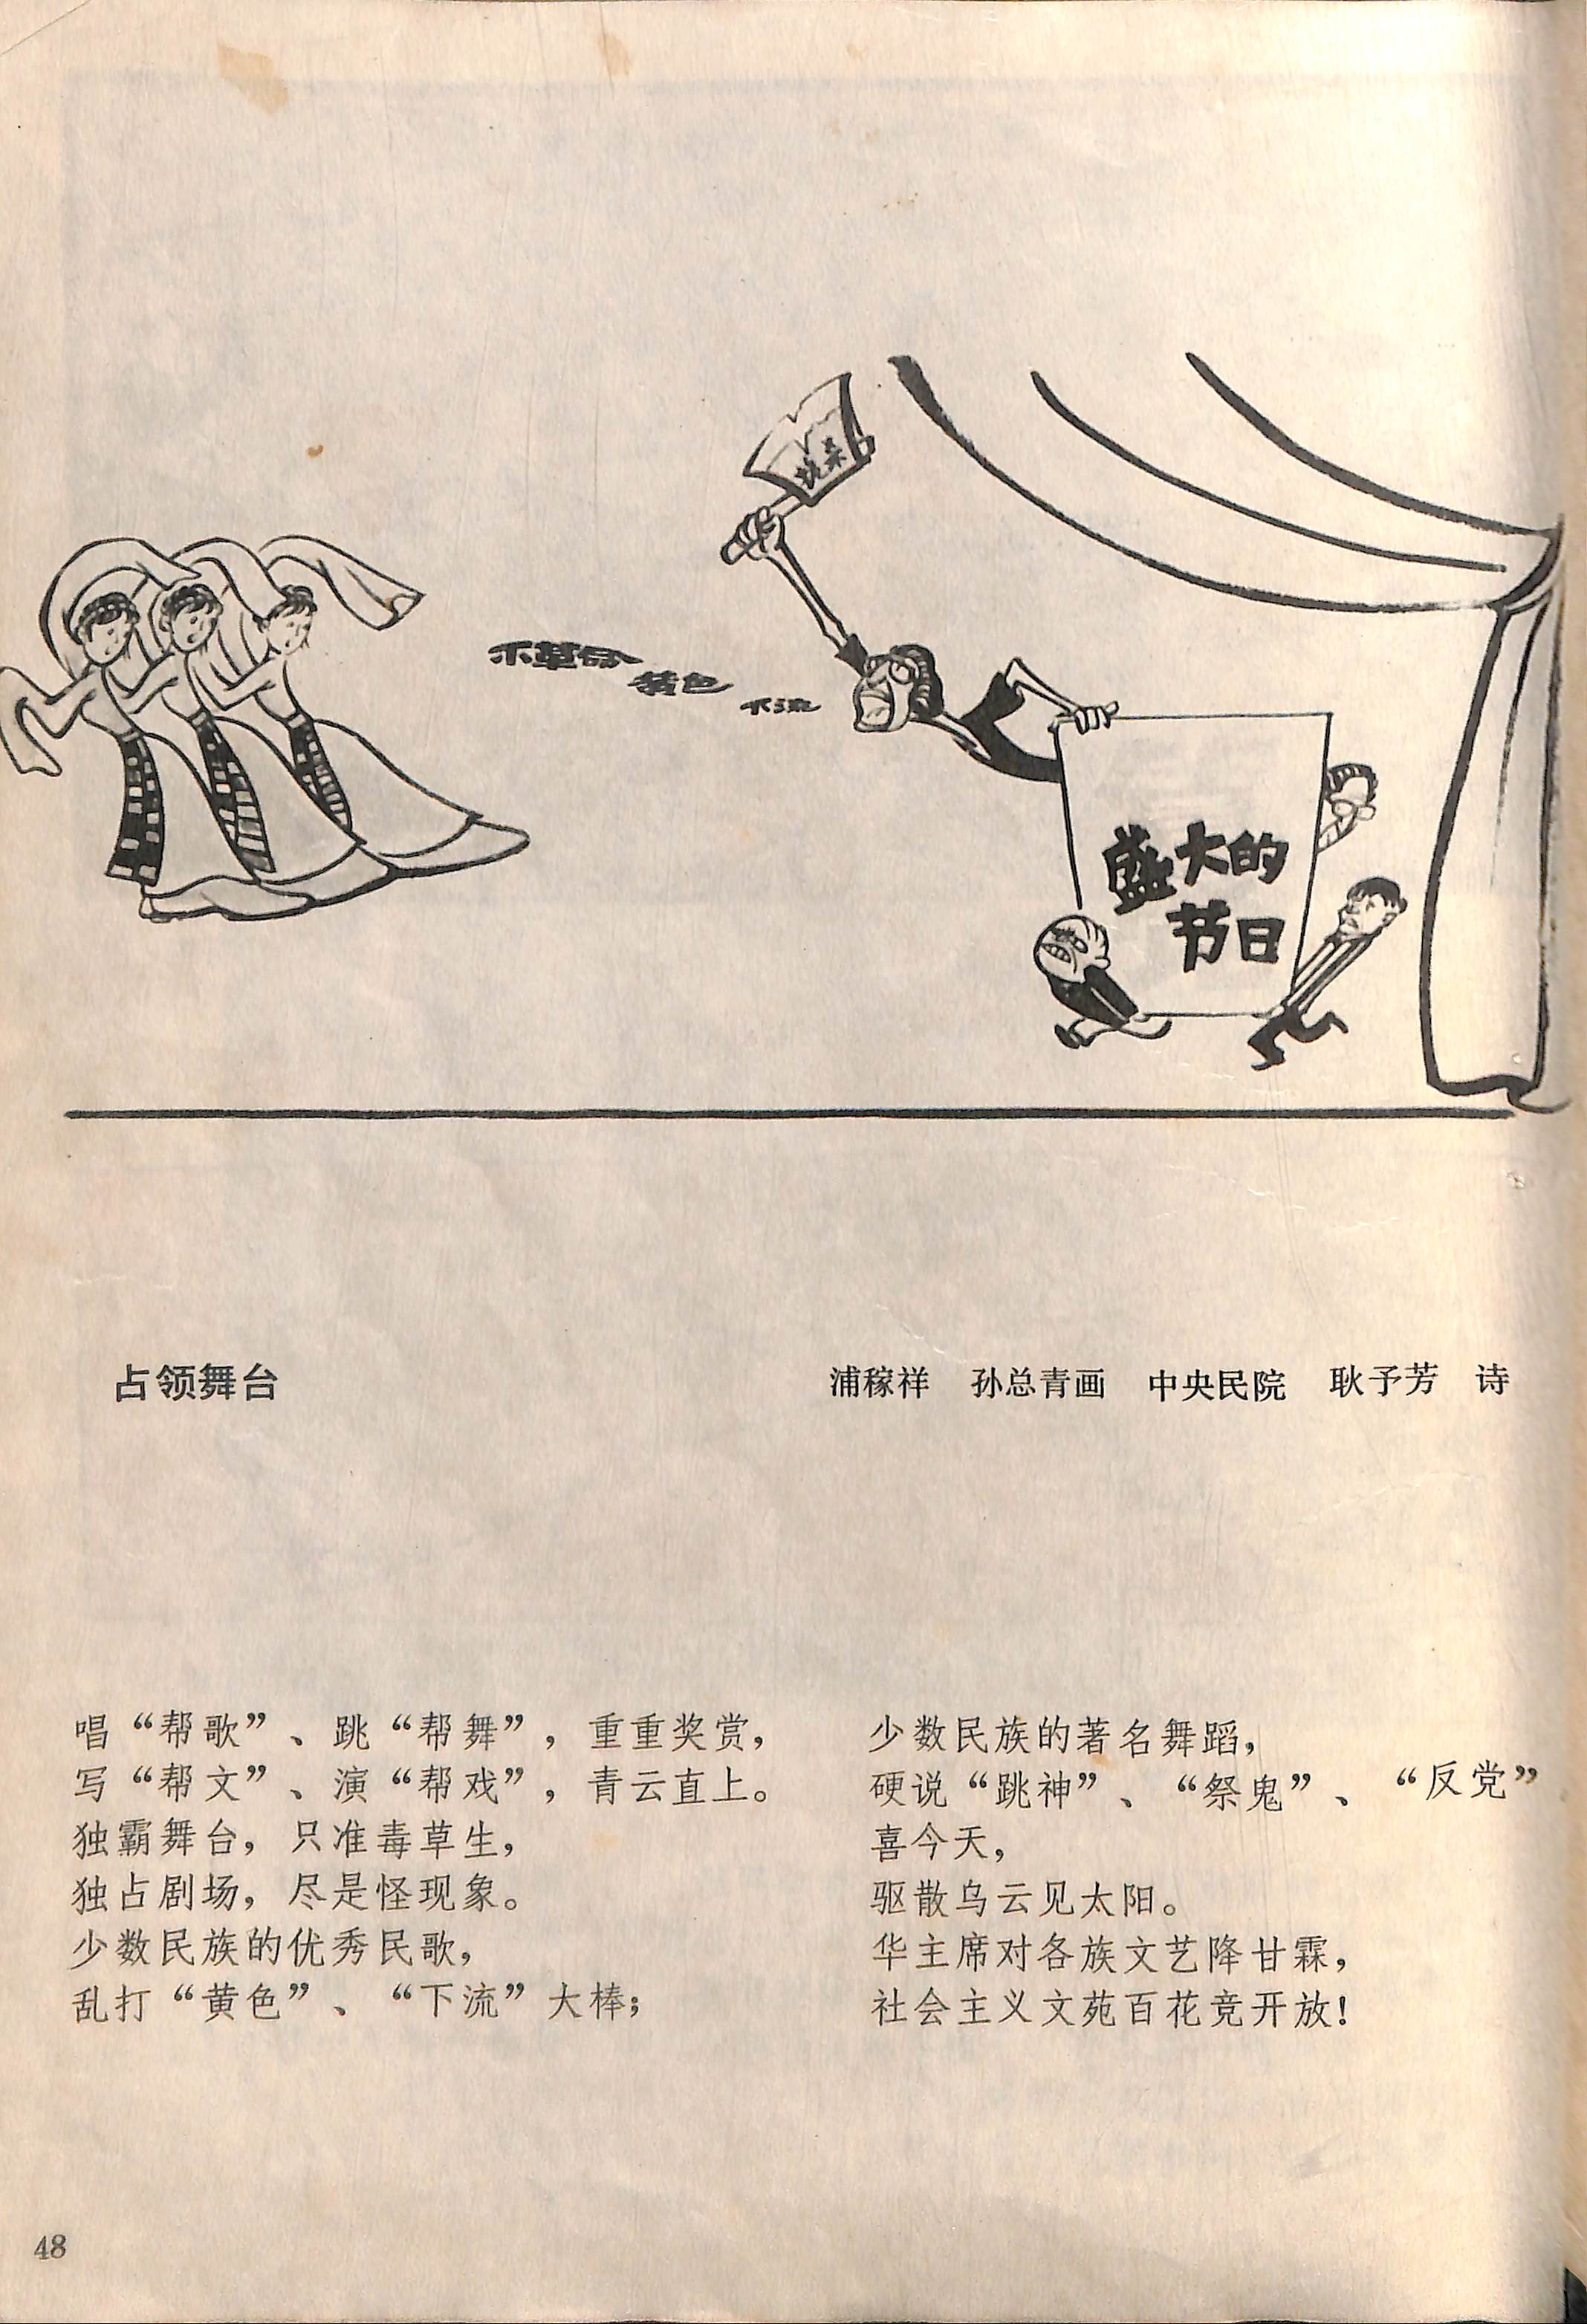 不革命
黄色
下流
盛大的
节日
占领舞台
浦稼祥 孙总青画 中央民院 耿予芳 诗
唱“帮歌”、跳“帮舞”，重重奖赏，
写“帮文”、演“帮戏”，青云直上。
独霸舞台，只准毒草生，
独占剧场，尽是怪现象。
少数民族的优秀民歌，
乱打“黄色”、“下流”大棒；
少数民族的著名舞蹈，
硬说“跳神”、“祭鬼”、“反党”
喜今天，
驱散乌云见太阳。
华主席对各族文艺降甘霖，
社会主义文苑百花竞开放！
48